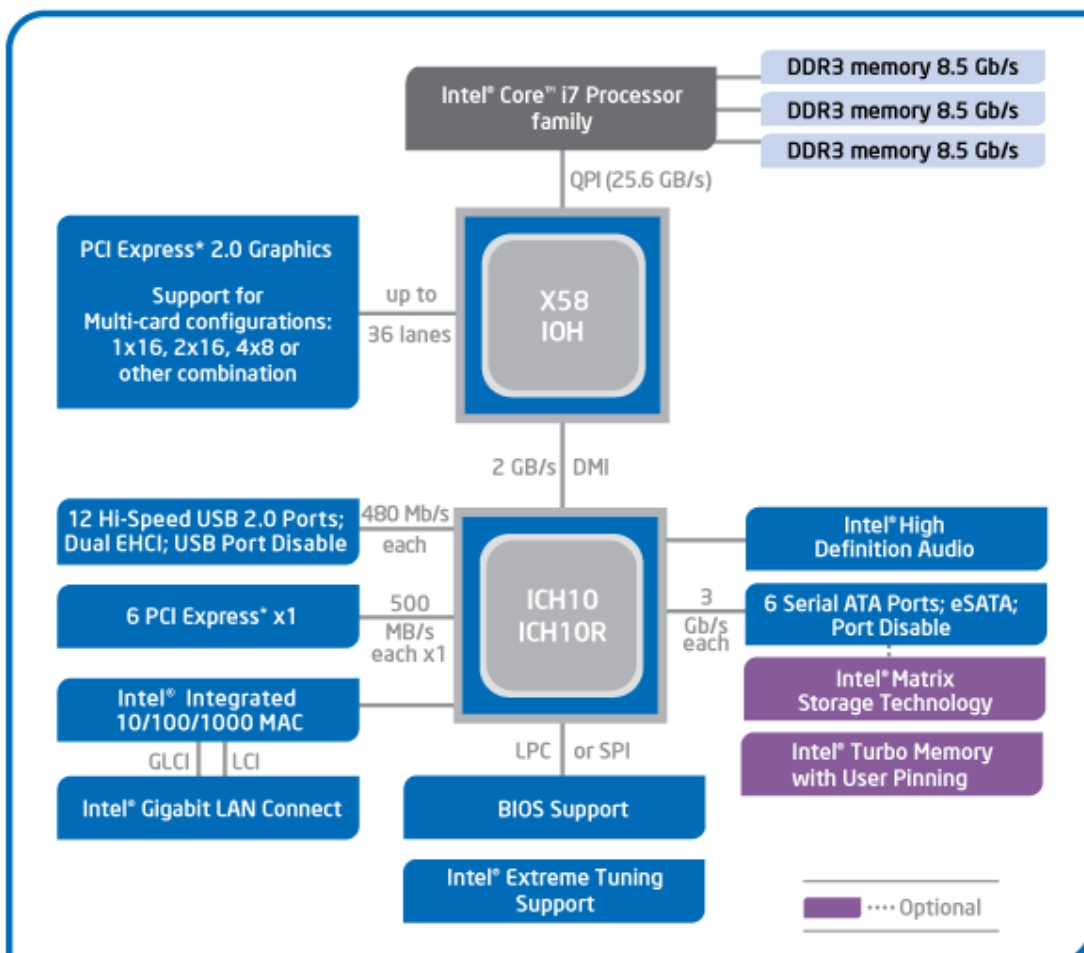 Intel® Core™ i7 Processor
family
DDR3 memory 8.5 Gb/s
DDR3 memory 8.5 Gb/s
DDR3 memory 8.5 Gb/s
QPI (25.6 GB/s)
PCI Express* 2.0 Graphics
Support for
Multi-card configurations:
1x16, 2x16, 4x8 or
other combination
up to
36 lanes
X58
IOH
2 GB/s DMI
12 Hi-Speed USB 2.0 Ports;
Dual EHCI; USB Port Disable
480 Mb/s
each
6 PCI Express* x1
500
MB/s
each x1
Intel® Integrated
10/100/1000 MAC
GLCI LCI
Intel® Gigabit LAN Connect
ICH10
ICH10R
Intel® High
Definition Audio
3
Gb/s
each
6 Serial ATA Ports; eSATA;
Port Disable
Intel® Matrix
Storage Technology
Intel® Turbo Memory
with User Pinning
LPC or SPI
BIOS Support
Intel® Extreme Tuning
Support
Optional